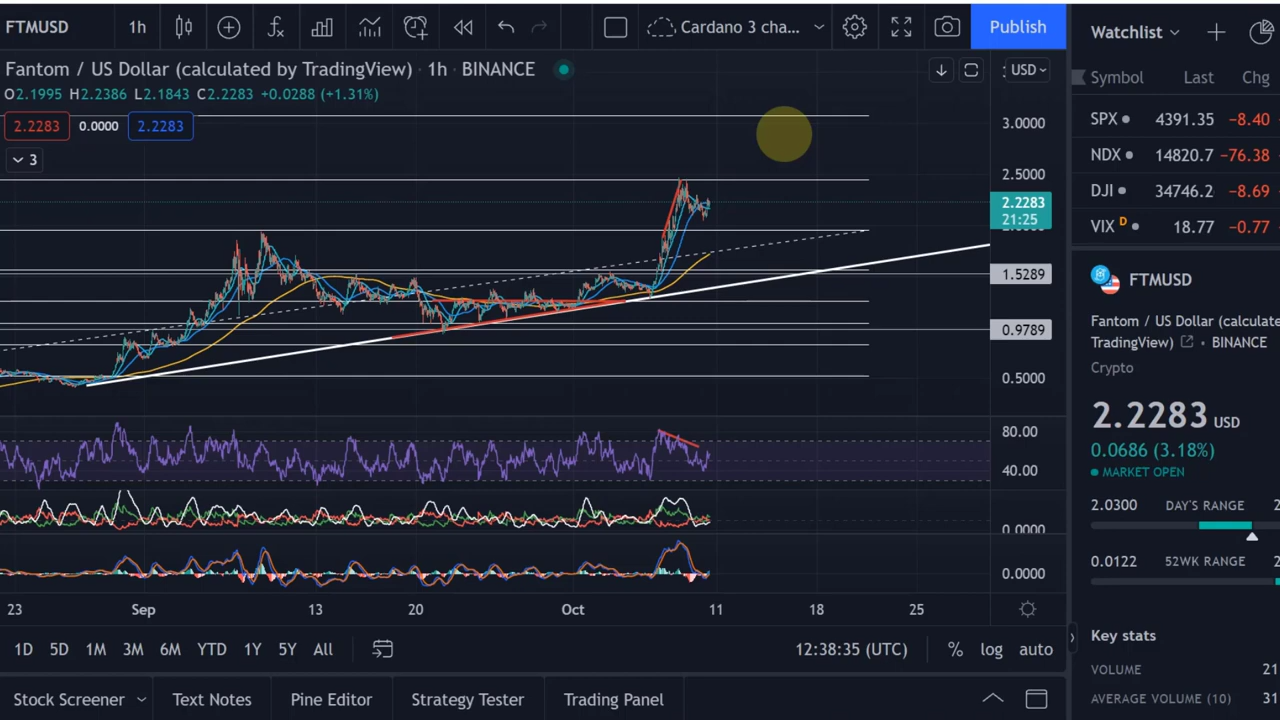 FTMUSD 1h Cardano 3 cha... Publish
Fantom / US Dollar (calculated by TradingView) · 1h · BINANCE
USD
O2.1995 H2.2386 L2.1843 C2.2283 +0.0288 (+1.31%)
2.2283 0.0000 2.2283
3
3.0000
2.5000
2.2283
21:25
1.5289
0.9789
0.5000
80.00
40.00
0.0000
0.0000
23 Sep 13 20 Oct 11 18 25
1D 5D 1M 3M 6M YTD 1Y 5Y All 12:38:35 (UTC) % log auto
Stock Screener Text Notes Pine Editor Strategy Tester Trading Panel
Watchlist
Symbol Last Chg
SPX 4391.35 −8.40
NDX 14820.7 −76.38
DJI 34746.2 −8.69
VIX D 18.77 −0.77
FTMUSD
Fantom / US Dollar (calculate
TradingView) • BINANCE
Crypto
2.2283 USD
0.0686 (3.18%)
MARKET OPEN
2.0300 DAY'S RANGE 2
0.0122 52WK RANGE 2
Key stats
VOLUME 21
AVERAGE VOLUME (10) 31